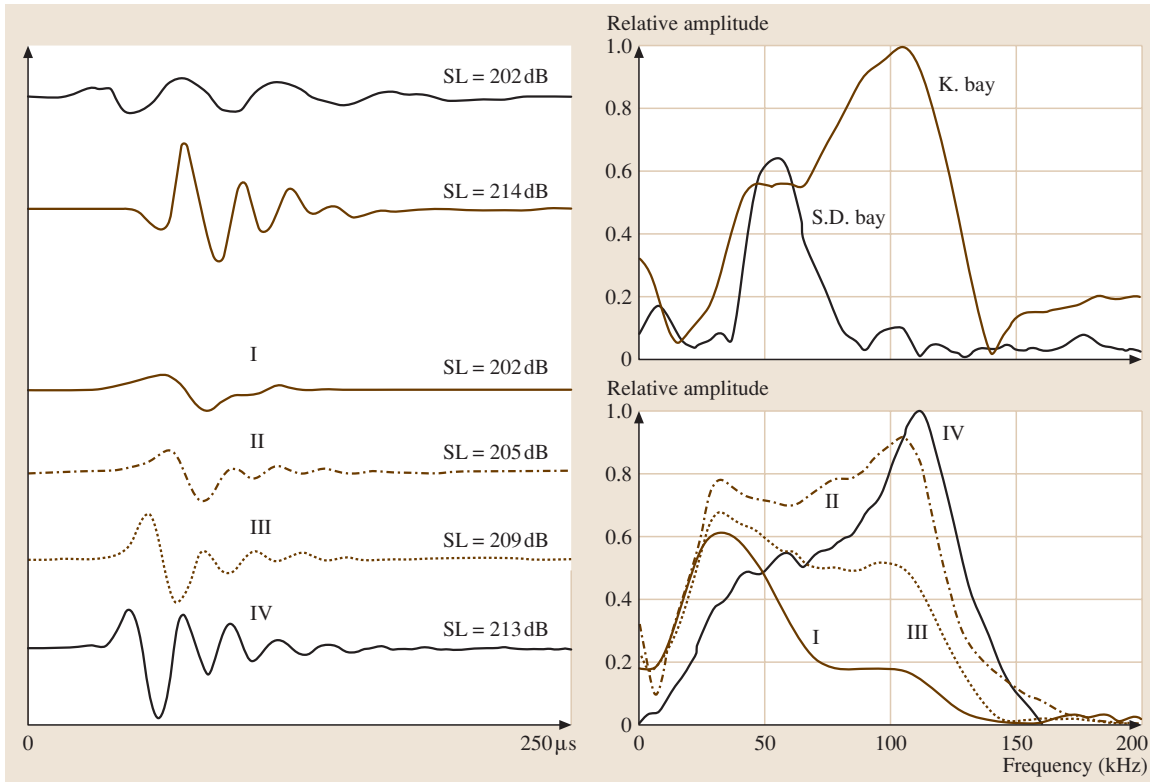 SL = 202 dB
SL = 214 dB
I
SL = 202 dB
II
SL = 205 dB
III
SL = 209 dB
IV
SL = 213 dB
0
250 μs
Relative amplitude
1.0
0.8
0.6
0.4
0.2
0
K. bay
S.D. bay
Relative amplitude
1.0
0.8
0.6
0.4
0.2
0
IV
II
III
I
0 50 100 150 200
Frequency (kHz)